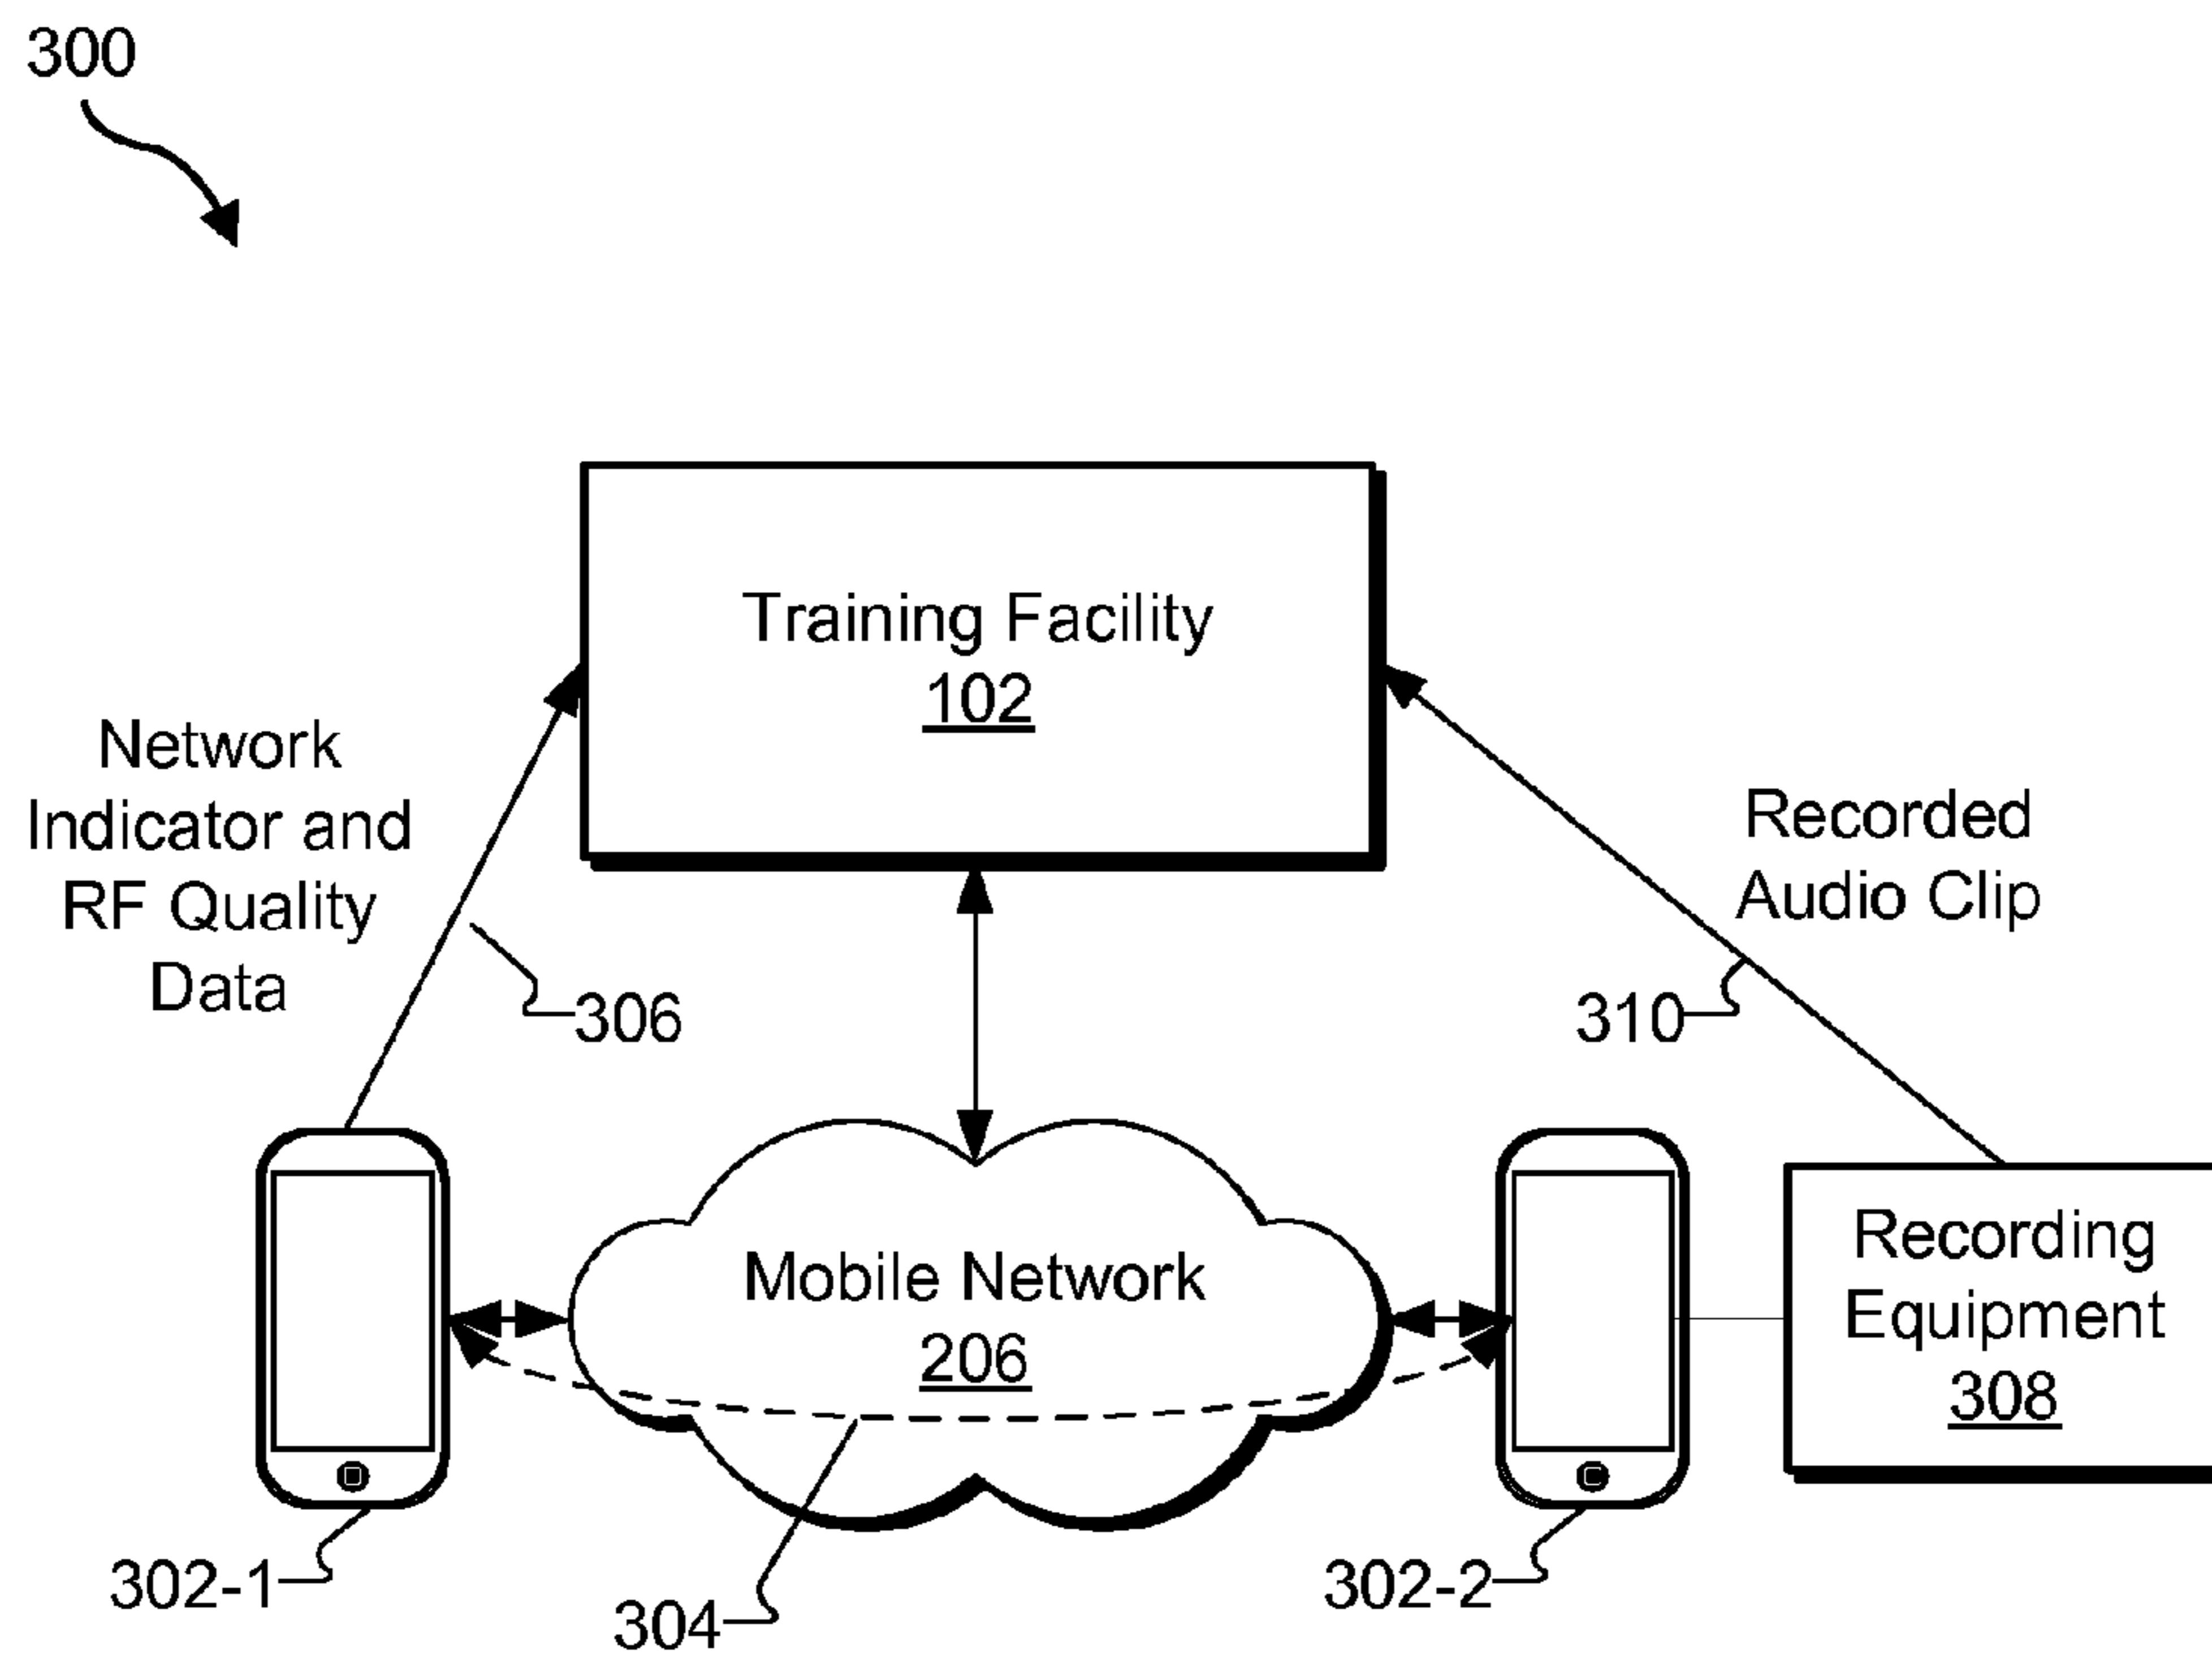 300
Training Facility
102
Network
Indicator and
RF Quality
Data
306
Recorded
Audio Clip
310
Mobile Network
206
Recording
Equipment
308
302-1
304
302-2